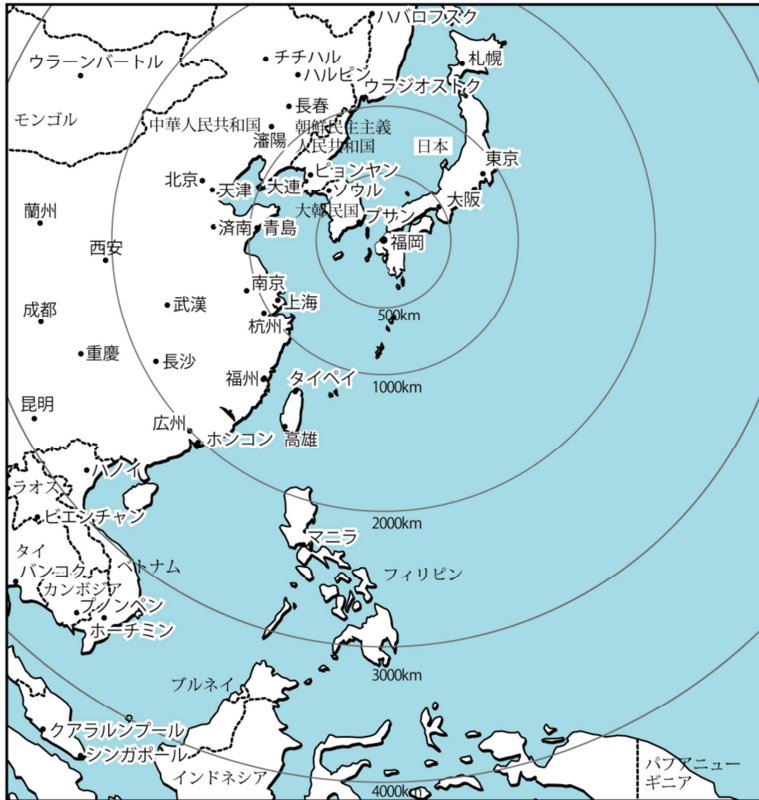 ハバロフスク
チチハル
札幌
ウラーンバートル
ハルピン
ウラジオストク
長春
モンゴル
中華人民共和国
朝鮮民主主義
人民共和国
瀋陽
日本
東京
ピョンヤン
北京
天津
大連
ソウル
大阪
蘭州
大韓民国
プサン
済南
青島
福岡
西安
南京
上海
武漢
500km
成都
杭州
重慶
長沙
福州
タイペイ
1000km
昆明
広州
ホンコン
高雄
ハノイ
ラオス
ビエンチャン
2000km
マニラ
タイ
ベトナム
バンコク
フィリピン
カンボジア
プノンペン
ホーチミン
3000km
ブルネイ
クアラルンプール
シンガポール
パプアニュー
ギニア
インドネシア
4000km